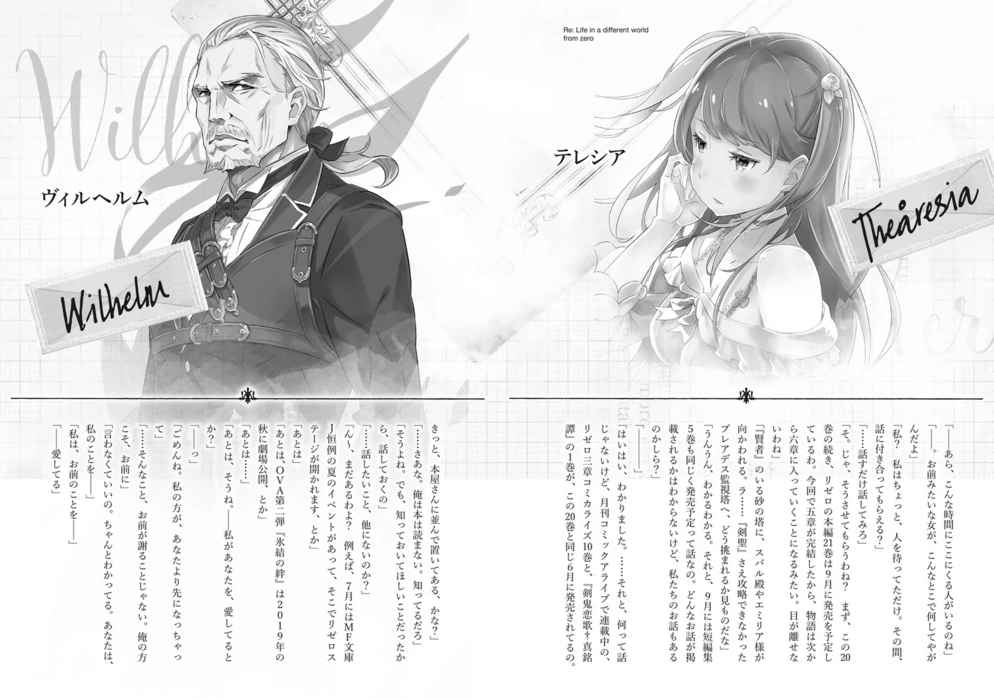 Re: Life in a different world
from zero
テレシア
Theåresia
「――あら、こんな時間にここにくる人がいるのね」
「――。お前みたいな女が、こんなとこで何してやが
んだよ」
「私? 私はちょっと、人を待ってただけ。その間、
話に付き合ってもらえる?」
「……話すだけ話してみろ」
「そ。じゃ、そうさせてもらうわね? まず、この20
巻の続き、リゼロの本編21巻は9月に発売を予定し
ているわ。今回で五章が完結したから、物語は次か
ら六章に入っていくことになるみたい。目が離せな
いわね」
「『賢者』のいる砂の塔に、スバル殿やエミリア様が
向かわれる。ラ……『剣聖』さえ攻略できなかった
プレアデス監視塔へ、どう挑まれるか見ものだな」
「うんうん、わかるわかる。それと、9月には短編集
5巻も同じく発売予定って話なの。どんなお話が掲
載されるかはわからないけど、私たちのお話もある
のかしら?」
「――」
「はいはい、わかりました。……それと、何って話
じゃないけど、月刊コミックアライブで連載中の、
リゼロ三章コミカライズ10巻と、『剣鬼恋歌†真銘
譚』の1巻が、この20巻と同じ6月に発売されてるの。
ヴィルヘルム
Wilhelm
きっと、本屋さんに並んで置いてある、かな?」
「……さあな。俺は本は読まない。知ってるだろ」
「そうよね。でも、知っておいてほしいことだったか
ら、話しておくの」
「……話したいこと、他にないのか?」
「ん～、まだあるわよ? 例えば、7月にはMF文庫
J恒例の夏のイベントがあって、そこでリゼロス
テージが開かれます、とか」
「あとは」
「あとは、OVA第二弾『氷結の絆』は2019年の
秋に劇場公開、とか」
「あとは……」
「あとは、そうね。――私があなたを、愛してると
か?」
「――っ」
「ごめんね。私の方が、あなたより先になっちゃっ
て」
「……そんなこと、お前が謝ることじゃない。俺の方
こそ、お前に」
「言わなくていいの。ちゃんとわかってる。あなたは、
私のことを――」
「私は、お前のことを――」
「――愛してる」